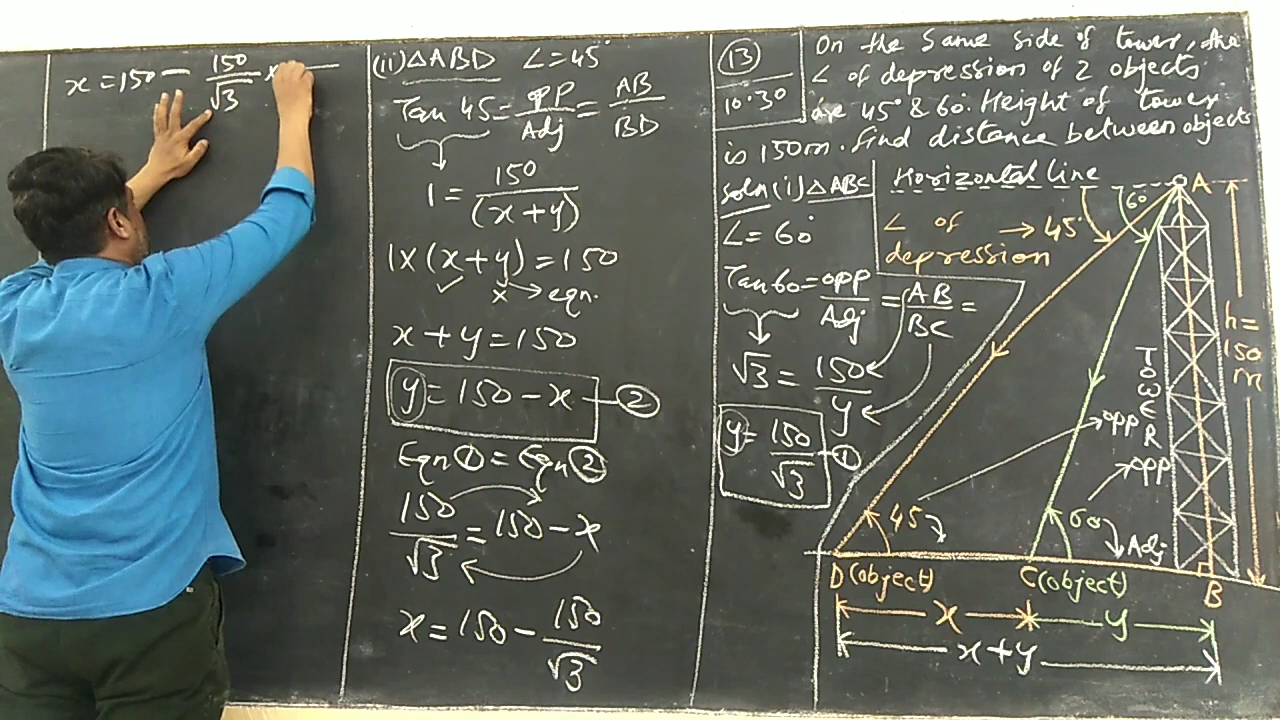 13
10.30
On the same side of tower, the
∠ of depression of 2 objects
are 45° & 60°. Height of tower
is 150m. find distance between objects
soln (i) △ABC
∠ = 60°
Tan 60 = opp/Adj = AB/BC =
√3 = 150/y
y = 150/√3 — ①
Horizontal line
∠ of → 45°
depression
60°
A
h =
150
m
TOWER
opp
opp
45°
60°
Adj
D (object)
C (object)
B
x
y
x + y
(ii) △ABD ∠ = 45°
Tan 45 = opp/Adj = AB/BD
1 = 150/(x + y)
1 × (x + y) = 150
x → eqn.
x + y = 150
y = 150 - x — ②
Eqn ① = Eqn ②
150/√3 = 150 - x
x = 150 - 150/√3
x = 150 - 150/√3 ×